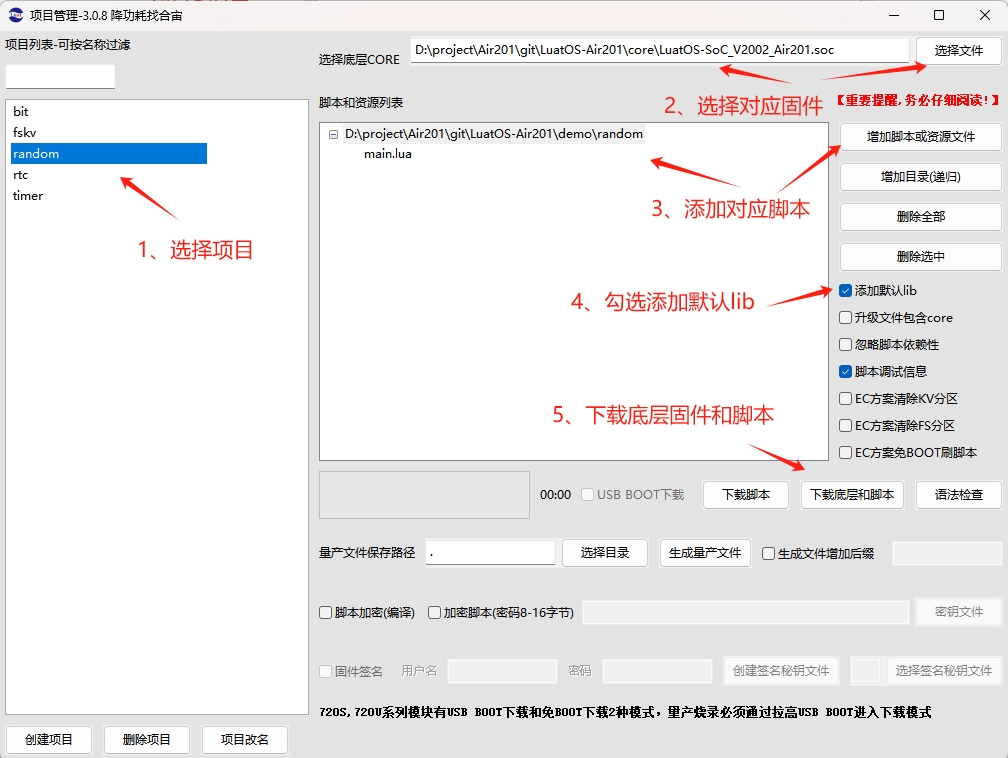 项目管理-3.0.8 降功耗找合宙
项目列表-可按名称过滤
bit
fskv
random
rtc
timer
1、选择项目
选择底层CORE
D:\project\Air201\git\LuatOS-Air201\core\LuatOS-SoC_V2002_Air201.soc
选择文件
2、选择对应固件
【重要提醒,务必仔细阅读!】
脚本和资源列表
D:\project\Air201\git\LuatOS-Air201\demo\random
main.lua
3、添加对应脚本
增加脚本或资源文件
增加目录(递归)
删除全部
删除选中
4、勾选添加默认lib
添加默认lib
升级文件包含core
忽略脚本依赖性
脚本调试信息
EC方案清除KV分区
EC方案清除FS分区
EC方案免BOOT刷脚本
5、下载底层固件和脚本
00:00
USB BOOT下载
下载脚本
下载底层和脚本
语法检查
量产文件保存路径
.
选择目录
生成量产文件
生成文件增加后缀
脚本加密(编译)
加密脚本(密码8-16字节)
密钥文件
固件签名
用户名
密码
创建签名秘钥文件
选择签名秘钥文件
720S,720U系列模块有USB BOOT下载和免BOOT下载2种模式，量产烧录必须通过拉高USB BOOT进入下载模式
创建项目
删除项目
项目改名